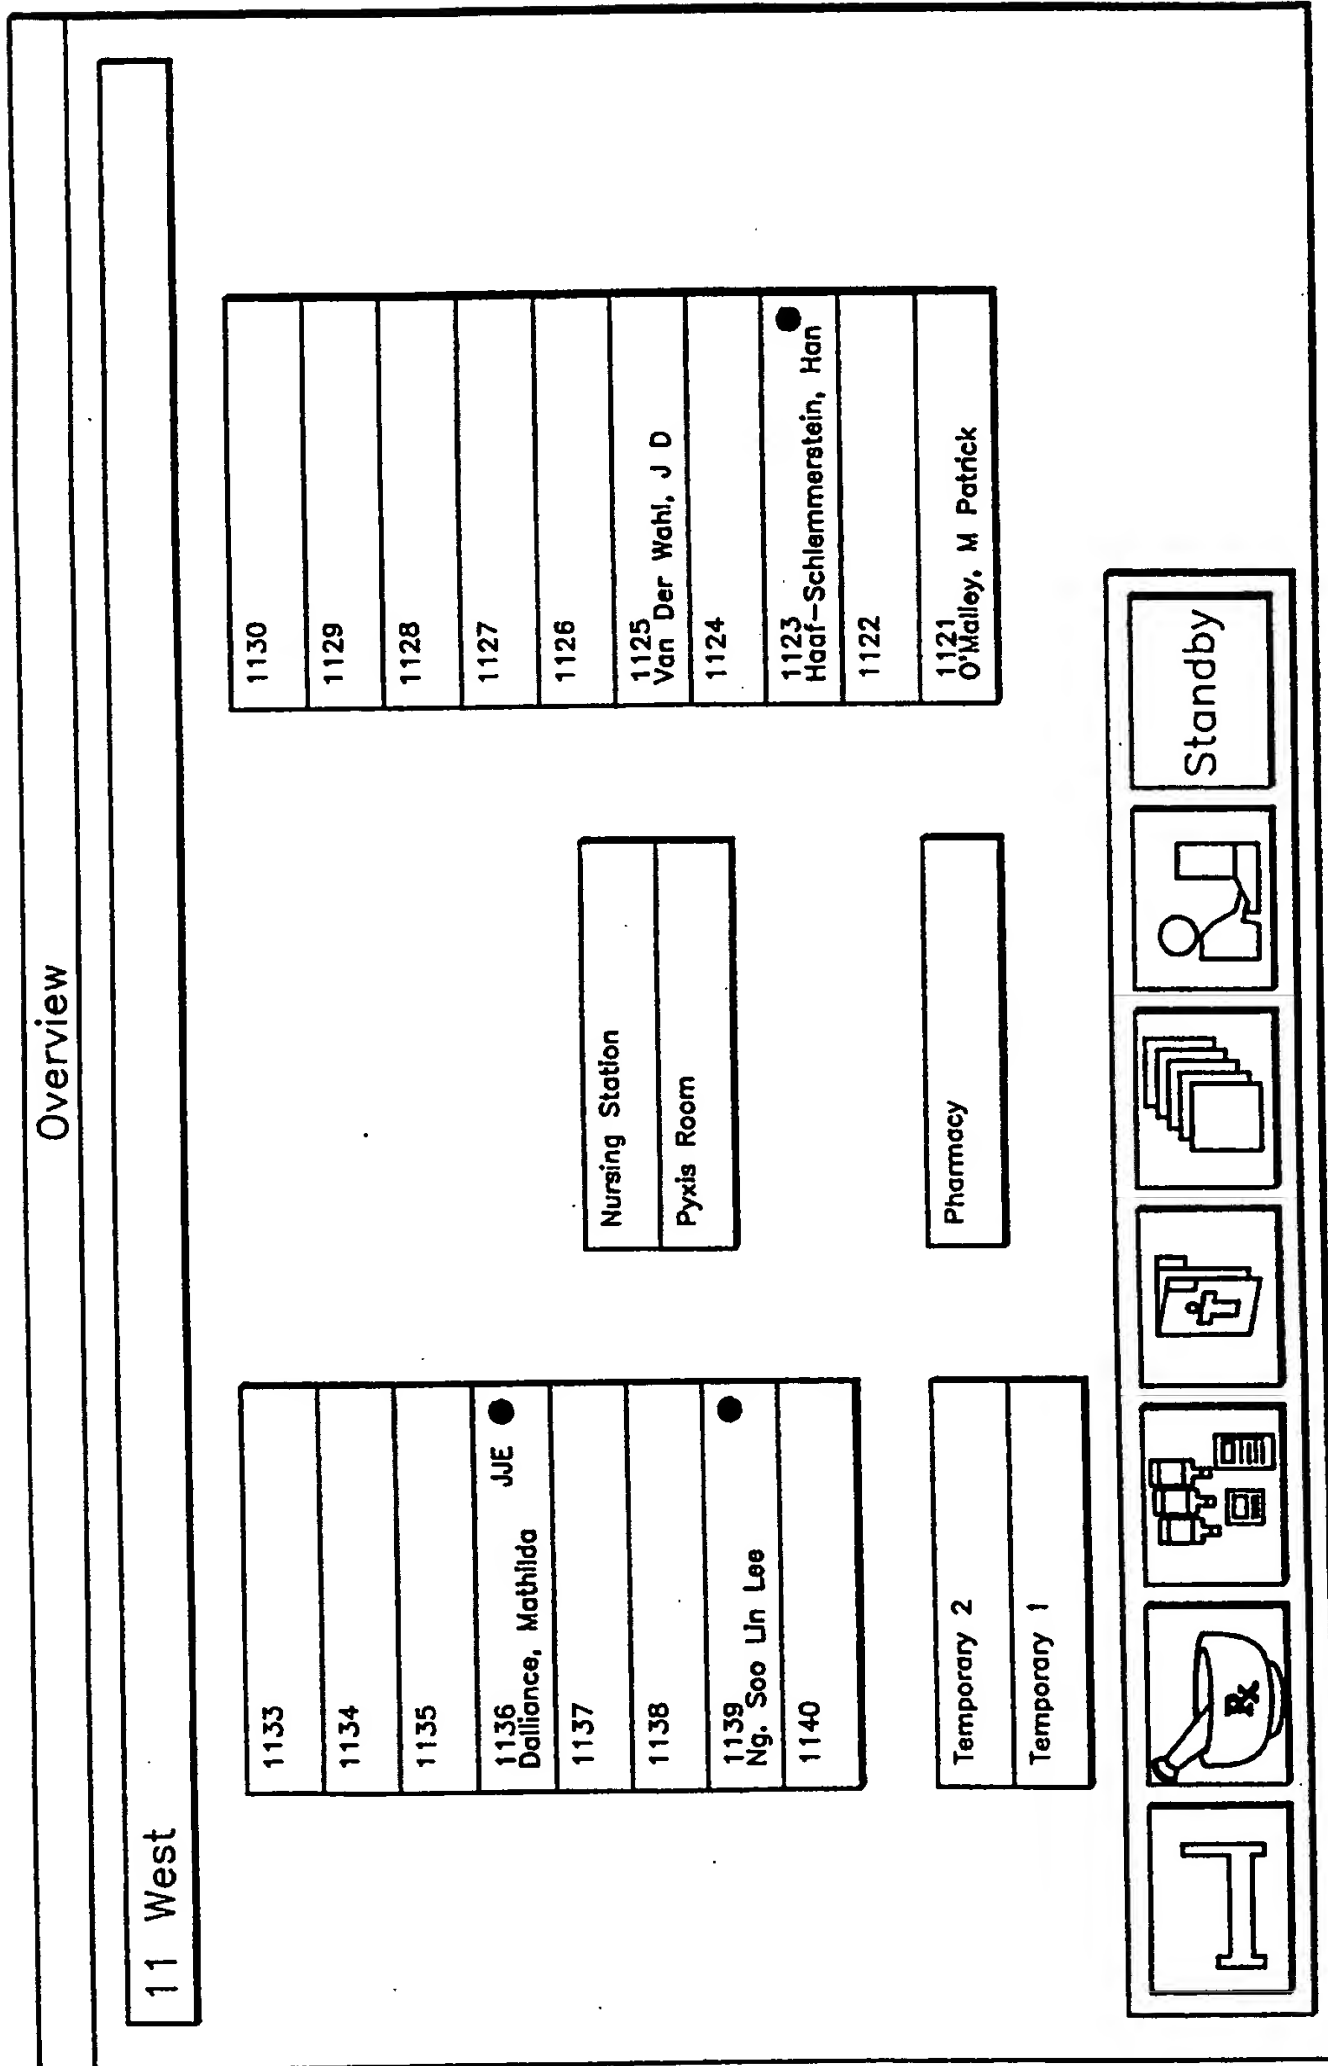 Overview
11 West
1133
1134
1135
1136 JJE
Dalliance, Mathilda
1137
1138
1139
Ng. Soo Lin Lee
1140
Temporary 2
Temporary 1
Nursing Station
Pyxis Room
Pharmacy
1130
1129
1128
1127
1126
1125
Van Der Wahl, J D
1124
1123
Haaf-Schlemmerstein, Han
1122
1121
O'Malley, M Patrick
Rx
Standby